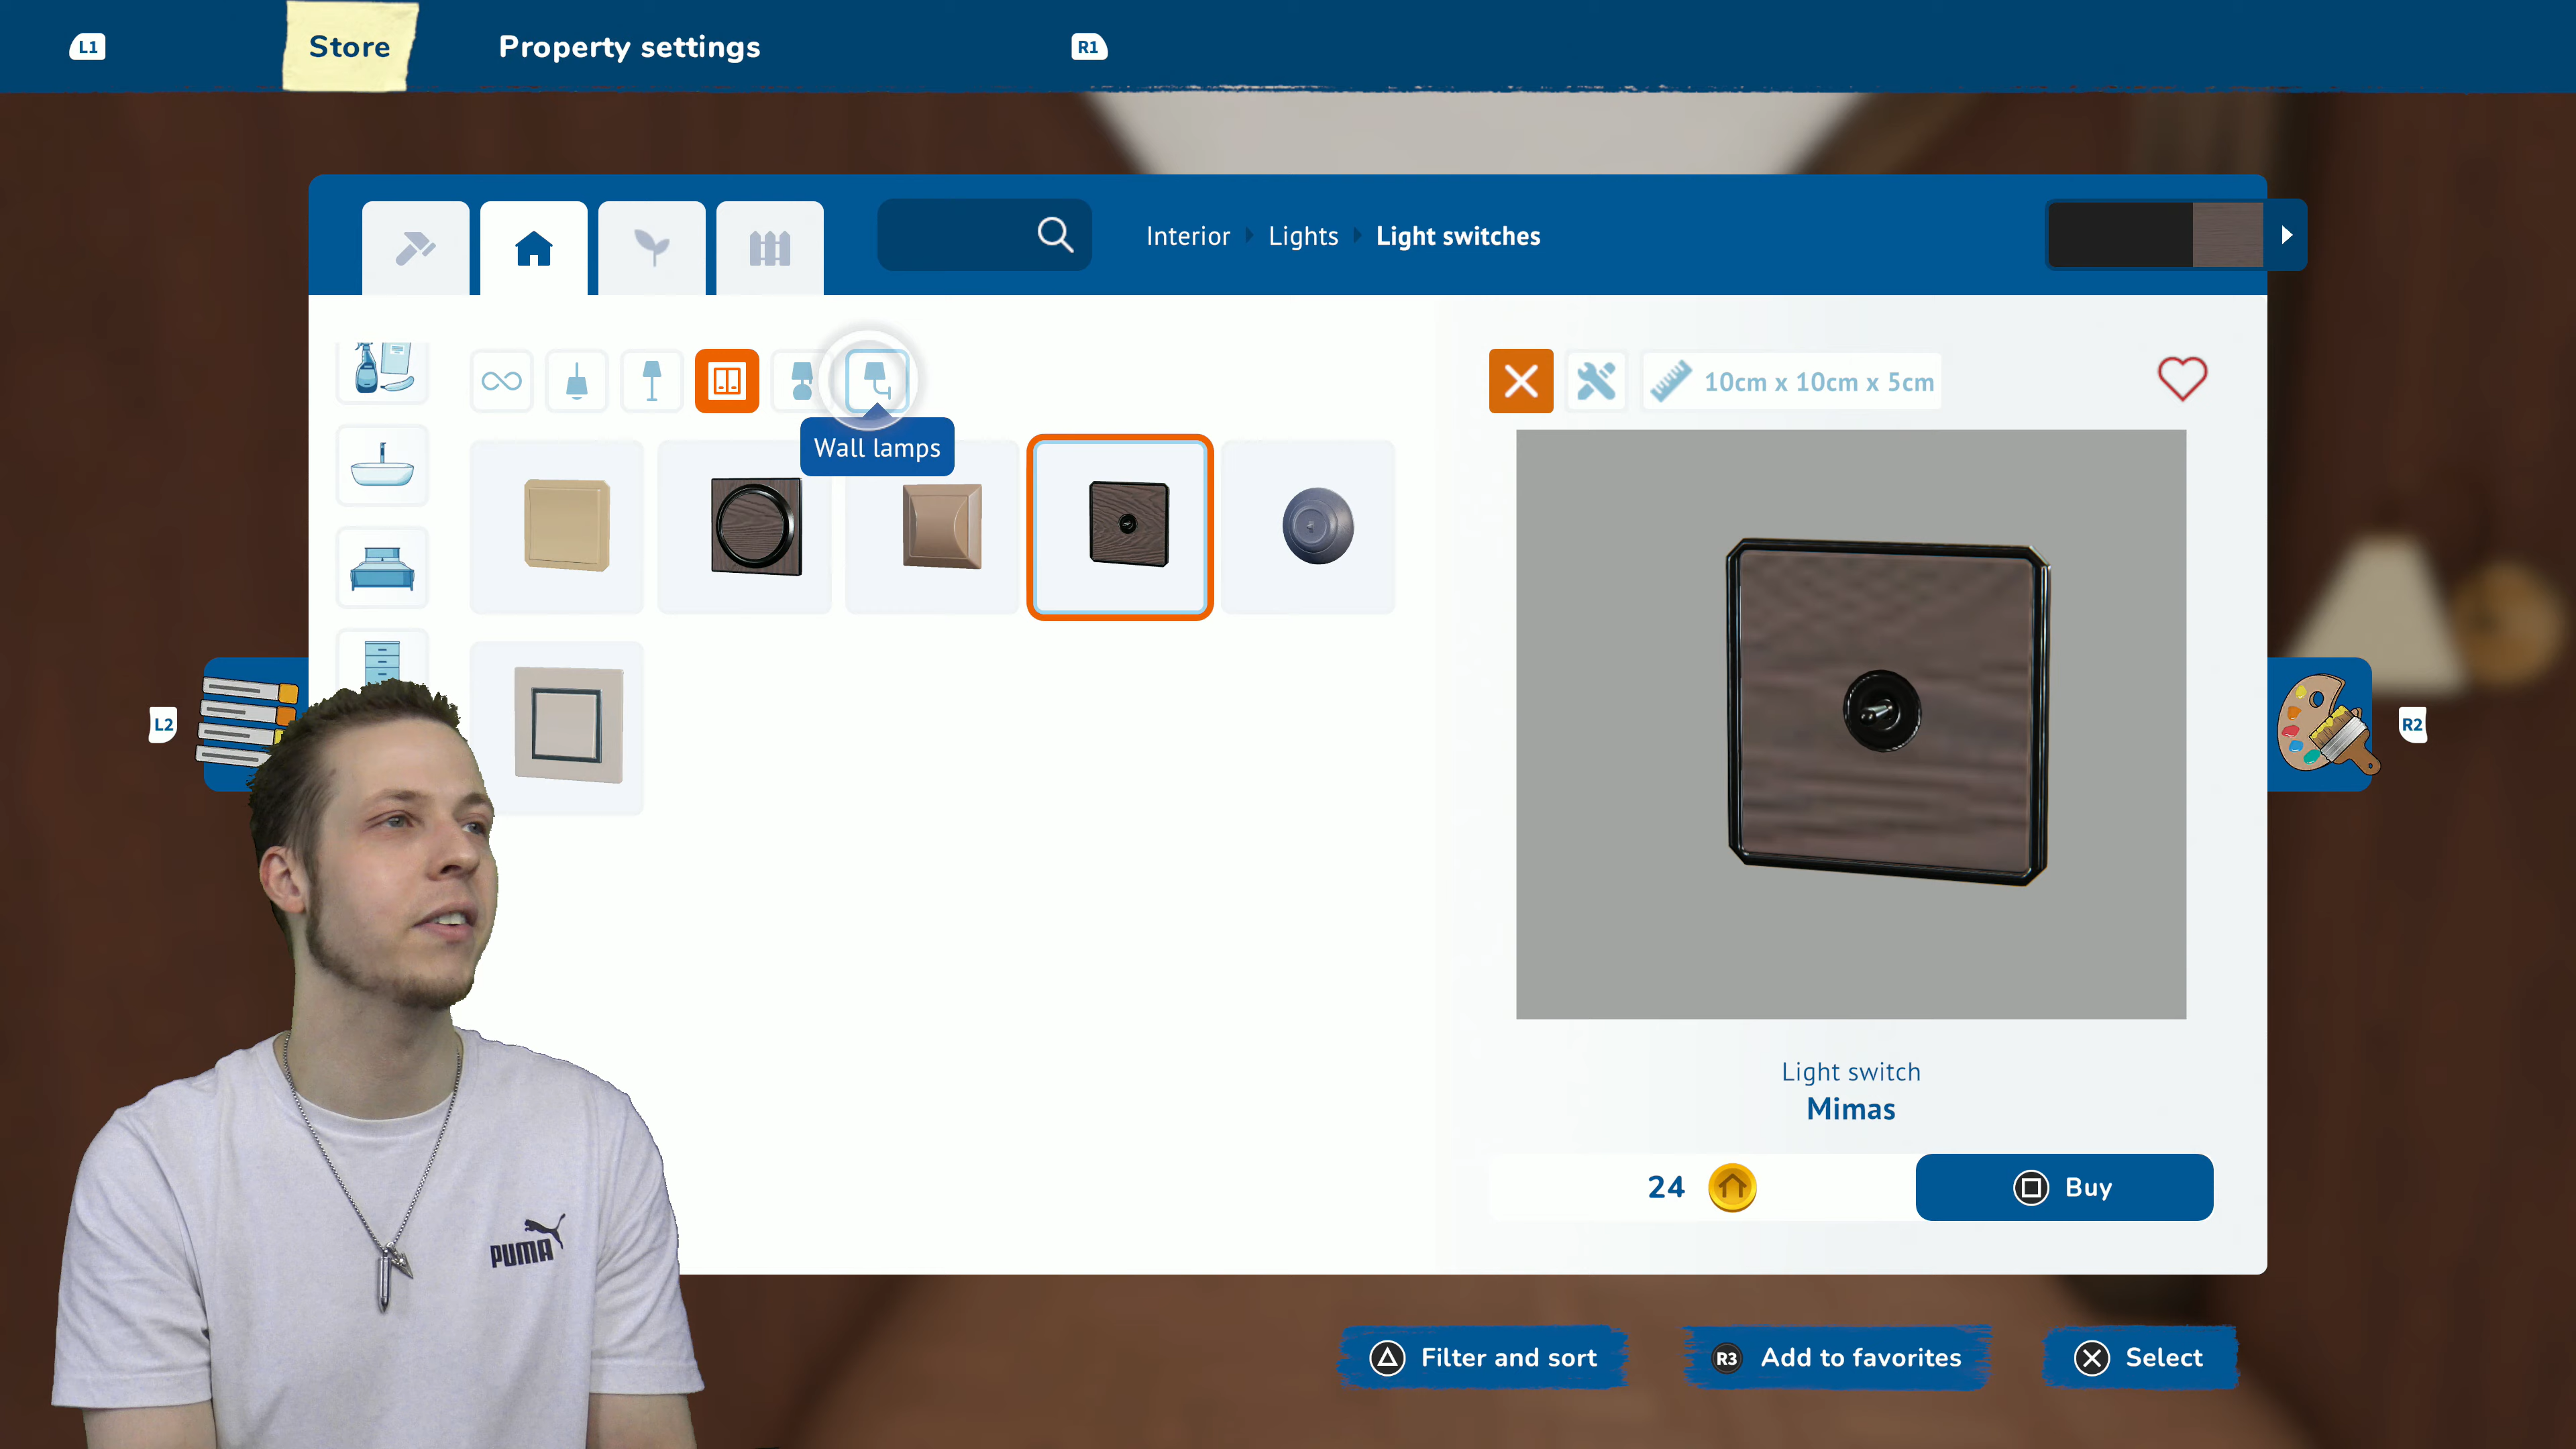 L1
Store
Property settings
R1
Interior
Lights
Light switches
10cm x 10cm x 5cm
Wall lamps
L2
R2
Light switch
Mimas
24
Buy
PUMA
Filter and sort
R3
Add to favorites
Select